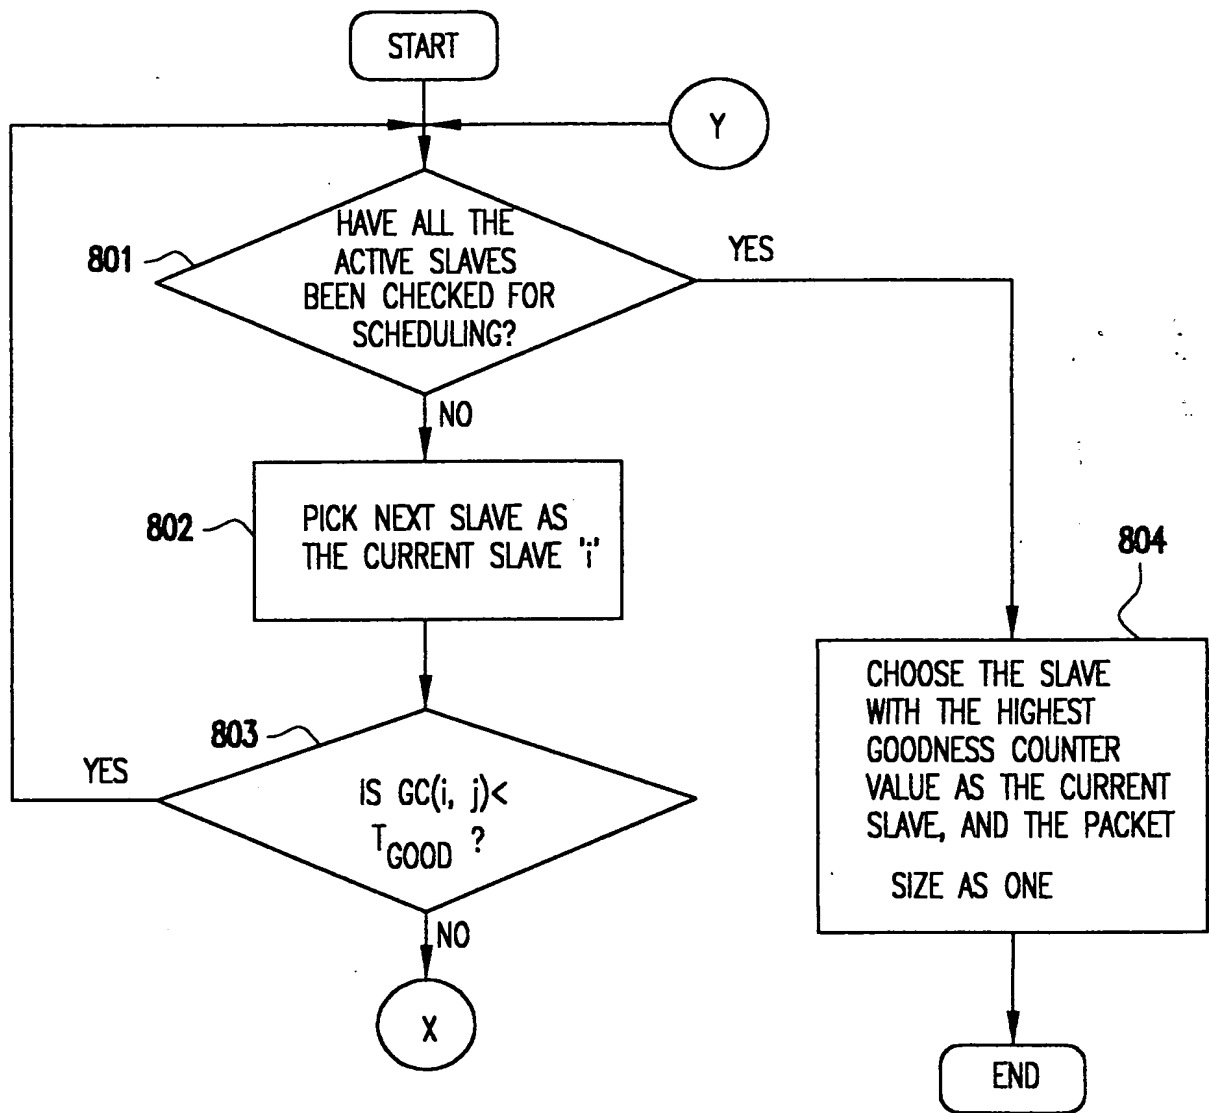 START
Y
801
HAVE ALL THE
ACTIVE SLAVES
BEEN CHECKED FOR
SCHEDULING?
YES
NO
802
PICK NEXT SLAVE AS
THE CURRENT SLAVE 'i'
804
CHOOSE THE SLAVE
WITH THE HIGHEST
GOODNESS COUNTER
VALUE AS THE CURRENT
SLAVE, AND THE PACKET
SIZE AS ONE
803
YES
IS GC(i, j)<
T GOOD ?
NO
X
END